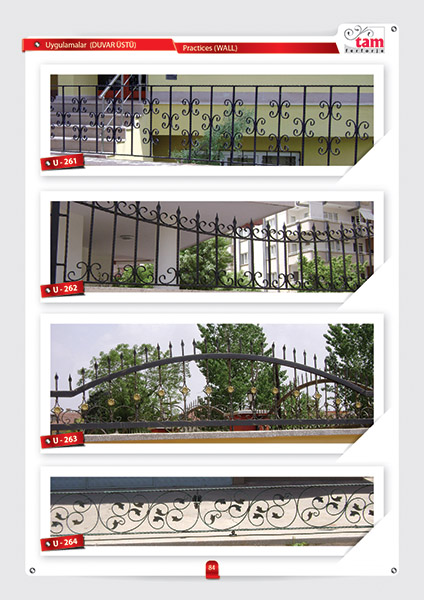 Uygulamalar (DUVAR ÜSTÜ)
Practices (WALL)
tam
ferforje
U - 261
U - 262
U - 263
U - 264
84